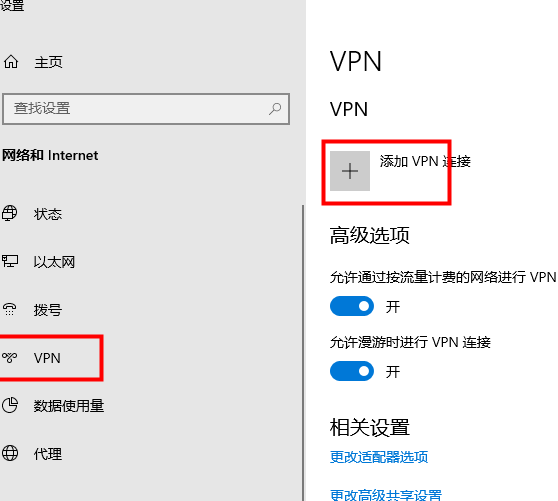 设置
主页
查找设置
网络和 Internet
状态
以太网
拨号
VPN
数据使用量
代理
VPN
VPN
添加 VPN 连接
高级选项
允许通过按流量计费的网络进行 VPN
开
允许漫游时进行 VPN 连接
开
相关设置
更改适配器选项
更改高级共享设置